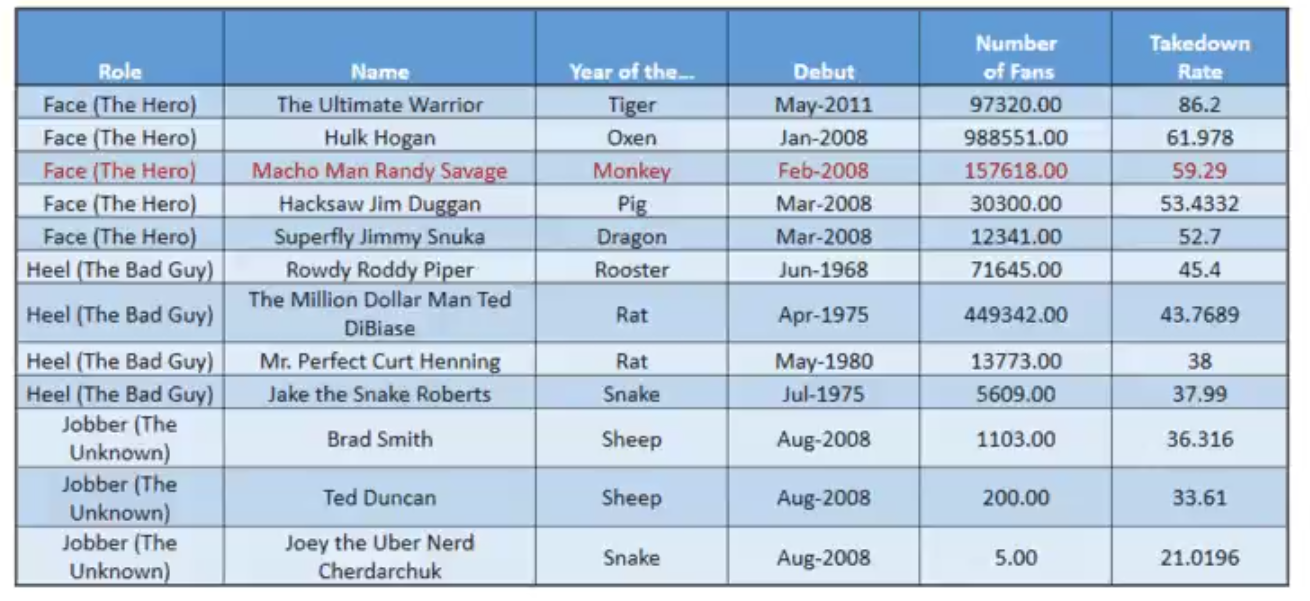 Role Name Year of the... Debut Number of Fans Takedown Rate
Face (The Hero) The Ultimate Warrior Tiger May-2011 97320.00 86.2
Face (The Hero) Hulk Hogan Oxen Jan-2008 988551.00 61.978
Face (The Hero) Macho Man Randy Savage Monkey Feb-2008 157618.00 59.29
Face (The Hero) Hacksaw Jim Duggan Pig Mar-2008 30300.00 53.4332
Face (The Hero) Superfly Jimmy Snuka Dragon Mar-2008 12341.00 52.7
Heel (The Bad Guy) Rowdy Roddy Piper Rooster Jun-1968 71645.00 45.4
Heel (The Bad Guy) The Million Dollar Man Ted DiBiase Rat Apr-1975 449342.00 43.7689
Heel (The Bad Guy) Mr. Perfect Curt Henning Rat May-1980 13773.00 38
Heel (The Bad Guy) Jake the Snake Roberts Snake Jul-1975 5609.00 37.99
Jobber (The Unknown) Brad Smith Sheep Aug-2008 1103.00 36.316
Jobber (The Unknown) Ted Duncan Sheep Aug-2008 200.00 33.61
Jobber (The Unknown) Joey the Uber Nerd Cherdarchuk Snake Aug-2008 5.00 21.0196